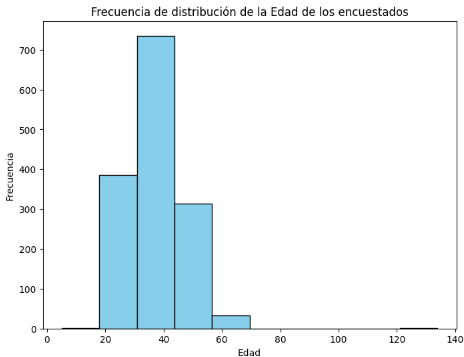 Frecuencia de distribución de la Edad de los encuestados
Frecuencia
700
600
500
400
300
200
100
0
0 20 40 60 80 100 120 140
Edad